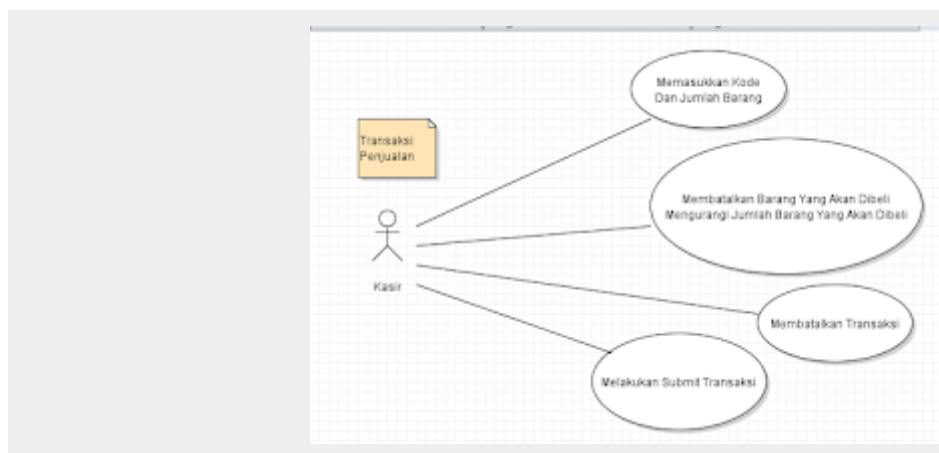 Memasukkan Kode
Dan Jumlah Barang
Transaksi
Penjualan
Membatalkan Barang Yang Akan Dibeli
Mengurangi Jumlah Barang Yang Akan Dibeli
Kasir
Membatalkan Transaksi
Melakukan Submit Transaksi